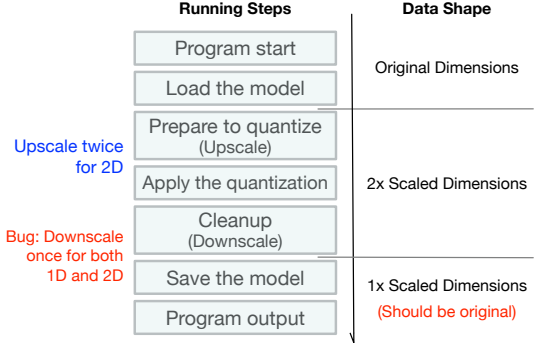 Running Steps
Data Shape
Program start
Load the model
Original Dimensions
Prepare to quantize
(Upscale)
Upscale twice
for 2D
Apply the quantization
2x Scaled Dimensions
Cleanup
(Downscale)
Bug: Downscale
once for both
1D and 2D
Save the model
1x Scaled Dimensions
(Should be original)
Program output